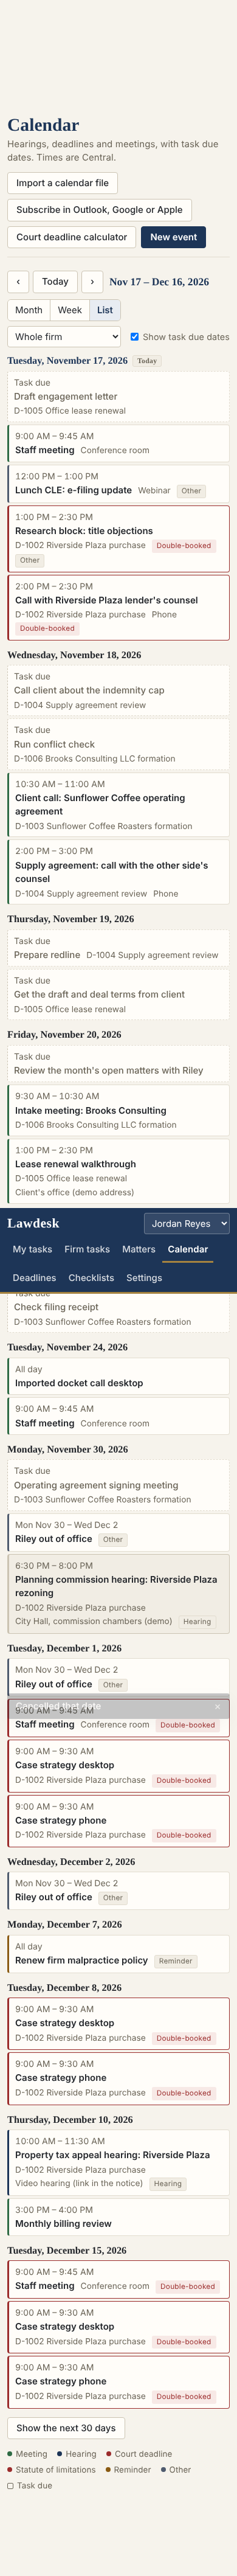 Calendar
Hearings, deadlines and meetings, with task due
dates. Times are Central.
Import a calendar file
Subscribe in Outlook, Google or Apple
Court deadline calculator New event
‹ Today › Nov 17 – Dec 16, 2026
Month Week List
Whole firm Show task due dates
Tuesday, November 17, 2026 Today
Task due
Draft engagement letter
D-1005 Office lease renewal
9:00 AM – 9:45 AM
Staff meeting Conference room
12:00 PM – 1:00 PM
Lunch CLE: e-filing update Webinar Other
1:00 PM – 2:30 PM
Research block: title objections
D-1002 Riverside Plaza purchase Double-booked
Other
2:00 PM – 2:30 PM
Call with Riverside Plaza lender's counsel
D-1002 Riverside Plaza purchase Phone
Double-booked
Wednesday, November 18, 2026
Task due
Call client about the indemnity cap
D-1004 Supply agreement review
Task due
Run conflict check
D-1006 Brooks Consulting LLC formation
10:30 AM – 11:00 AM
Client call: Sunflower Coffee operating
agreement
D-1003 Sunflower Coffee Roasters formation
2:00 PM – 3:00 PM
Supply agreement: call with the other side's
counsel
D-1004 Supply agreement review Phone
Thursday, November 19, 2026
Task due
Prepare redline D-1004 Supply agreement review
Task due
Get the draft and deal terms from client
D-1005 Office lease renewal
Friday, November 20, 2026
Task due
Review the month's open matters with Riley
9:30 AM – 10:30 AM
Intake meeting: Brooks Consulting
D-1006 Brooks Consulting LLC formation
1:00 PM – 2:30 PM
Lease renewal walkthrough
D-1005 Office lease renewal
Client's office (demo address)
Lawdesk Jordan Reyes
My tasks Firm tasks Matters Calendar
Deadlines Checklists Settings
Task due
Check filing receipt
D-1003 Sunflower Coffee Roasters formation
Tuesday, November 24, 2026
All day
Imported docket call desktop
9:00 AM – 9:45 AM
Staff meeting Conference room
Monday, November 30, 2026
Task due
Operating agreement signing meeting
D-1003 Sunflower Coffee Roasters formation
Mon Nov 30 – Wed Dec 2
Riley out of office Other
6:30 PM – 8:00 PM
Planning commission hearing: Riverside Plaza
rezoning
D-1002 Riverside Plaza purchase
City Hall, commission chambers (demo) Hearing
Tuesday, December 1, 2026
Mon Nov 30 – Wed Dec 2
Riley out of office Other
Cancelled that date ×
9:00 AM – 9:45 AM
Staff meeting Conference room Double-booked
9:00 AM – 9:30 AM
Case strategy desktop
D-1002 Riverside Plaza purchase Double-booked
9:00 AM – 9:30 AM
Case strategy phone
D-1002 Riverside Plaza purchase Double-booked
Wednesday, December 2, 2026
Mon Nov 30 – Wed Dec 2
Riley out of office Other
Monday, December 7, 2026
All day
Renew firm malpractice policy Reminder
Tuesday, December 8, 2026
9:00 AM – 9:30 AM
Case strategy desktop
D-1002 Riverside Plaza purchase Double-booked
9:00 AM – 9:30 AM
Case strategy phone
D-1002 Riverside Plaza purchase Double-booked
Thursday, December 10, 2026
10:00 AM – 11:30 AM
Property tax appeal hearing: Riverside Plaza
D-1002 Riverside Plaza purchase
Video hearing (link in the notice) Hearing
3:00 PM – 4:00 PM
Monthly billing review
Tuesday, December 15, 2026
9:00 AM – 9:45 AM
Staff meeting Conference room Double-booked
9:00 AM – 9:30 AM
Case strategy desktop
D-1002 Riverside Plaza purchase Double-booked
9:00 AM – 9:30 AM
Case strategy phone
D-1002 Riverside Plaza purchase Double-booked
Show the next 30 days
Meeting Hearing Court deadline
Statute of limitations Reminder Other
Task due